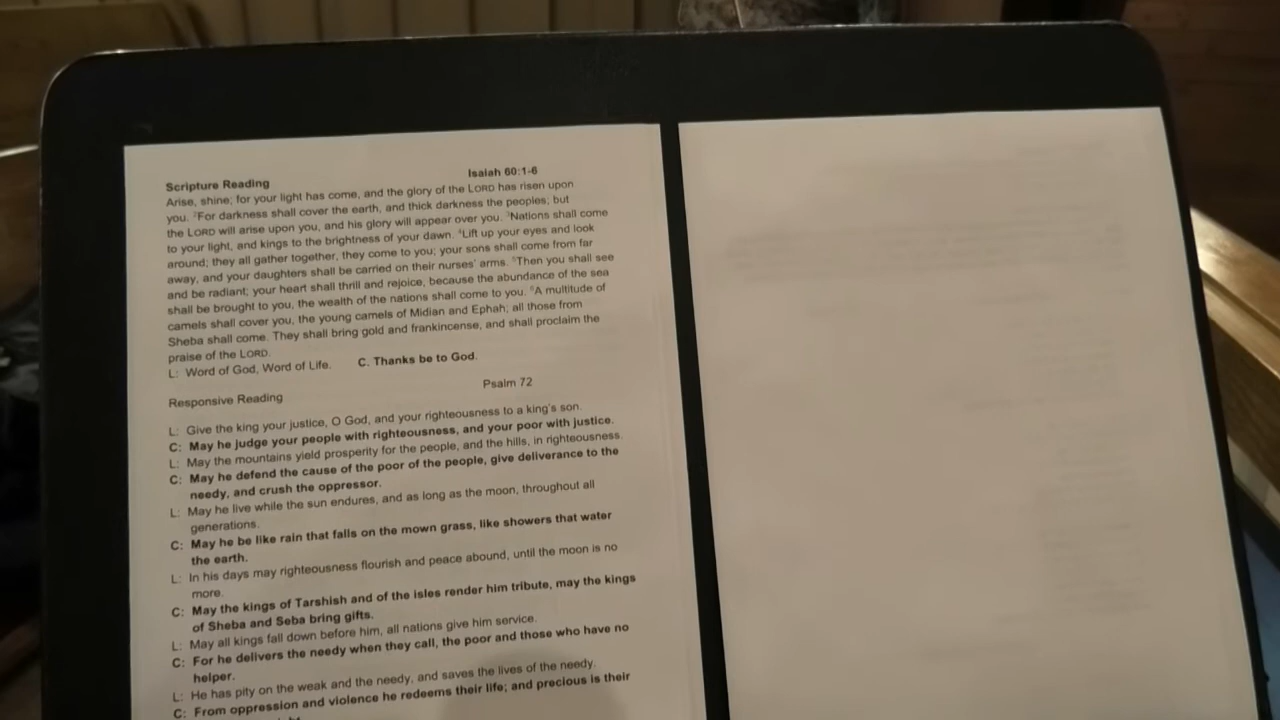 Scripture Reading Isaiah 60:1-6
Arise, shine; for your light has come, and the glory of the LORD has risen upon
you. ²For darkness shall cover the earth, and thick darkness the peoples; but
the LORD will arise upon you, and his glory will appear over you. ³Nations shall come
to your light, and kings to the brightness of your dawn. ⁴Lift up your eyes and look
around; they all gather together, they come to you; your sons shall come from far
away, and your daughters shall be carried on their nurses' arms. ⁵Then you shall see
and be radiant; your heart shall thrill and rejoice, because the abundance of the sea
shall be brought to you, the wealth of the nations shall come to you. ⁶A multitude of
camels shall cover you, the young camels of Midian and Ephah; all those from
Sheba shall come. They shall bring gold and frankincense, and shall proclaim the
praise of the LORD.
L: Word of God, Word of Life. C. Thanks be to God.
Responsive Reading Psalm 72
L: Give the king your justice, O God, and your righteousness to a king's son.
C: May he judge your people with righteousness, and your poor with justice.
L: May the mountains yield prosperity for the people, and the hills, in righteousness.
C: May he defend the cause of the poor of the people, give deliverance to the
needy, and crush the oppressor.
L: May he live while the sun endures, and as long as the moon, throughout all
generations.
C: May he be like rain that falls on the mown grass, like showers that water
the earth.
L: In his days may righteousness flourish and peace abound, until the moon is no
more.
C: May the kings of Tarshish and of the isles render him tribute, may the kings
of Sheba and Seba bring gifts.
L: May all kings fall down before him, all nations give him service.
C: For he delivers the needy when they call, the poor and those who have no
helper.
L: He has pity on the weak and the needy, and saves the lives of the needy.
C: From oppression and violence he redeems their life; and precious is their